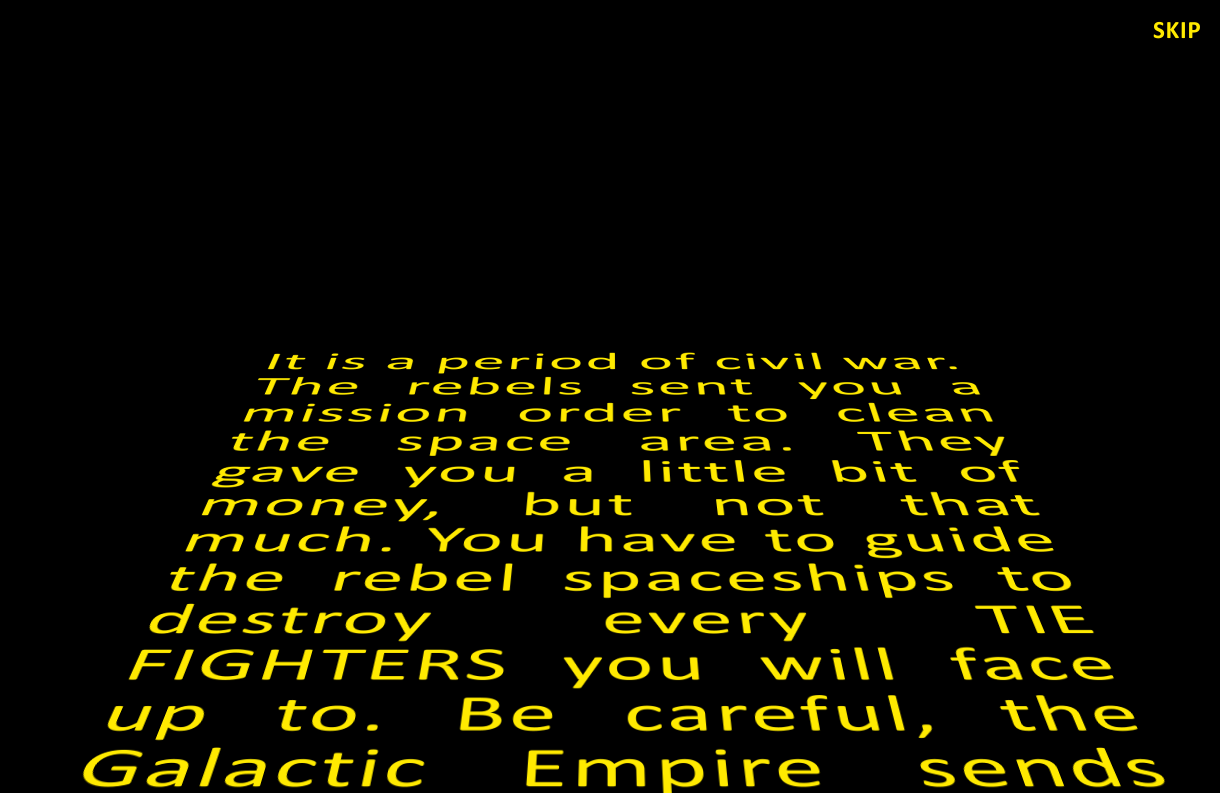 SKIP
It is a period of civil war.
The rebels sent you a
mission order to clean
the space area. They
gave you a little bit of
money, but not that
much. You have to guide
the rebel spaceships to
destroy every TIE
FIGHTERS you will face
up to. Be careful, the
Galactic Empire sends